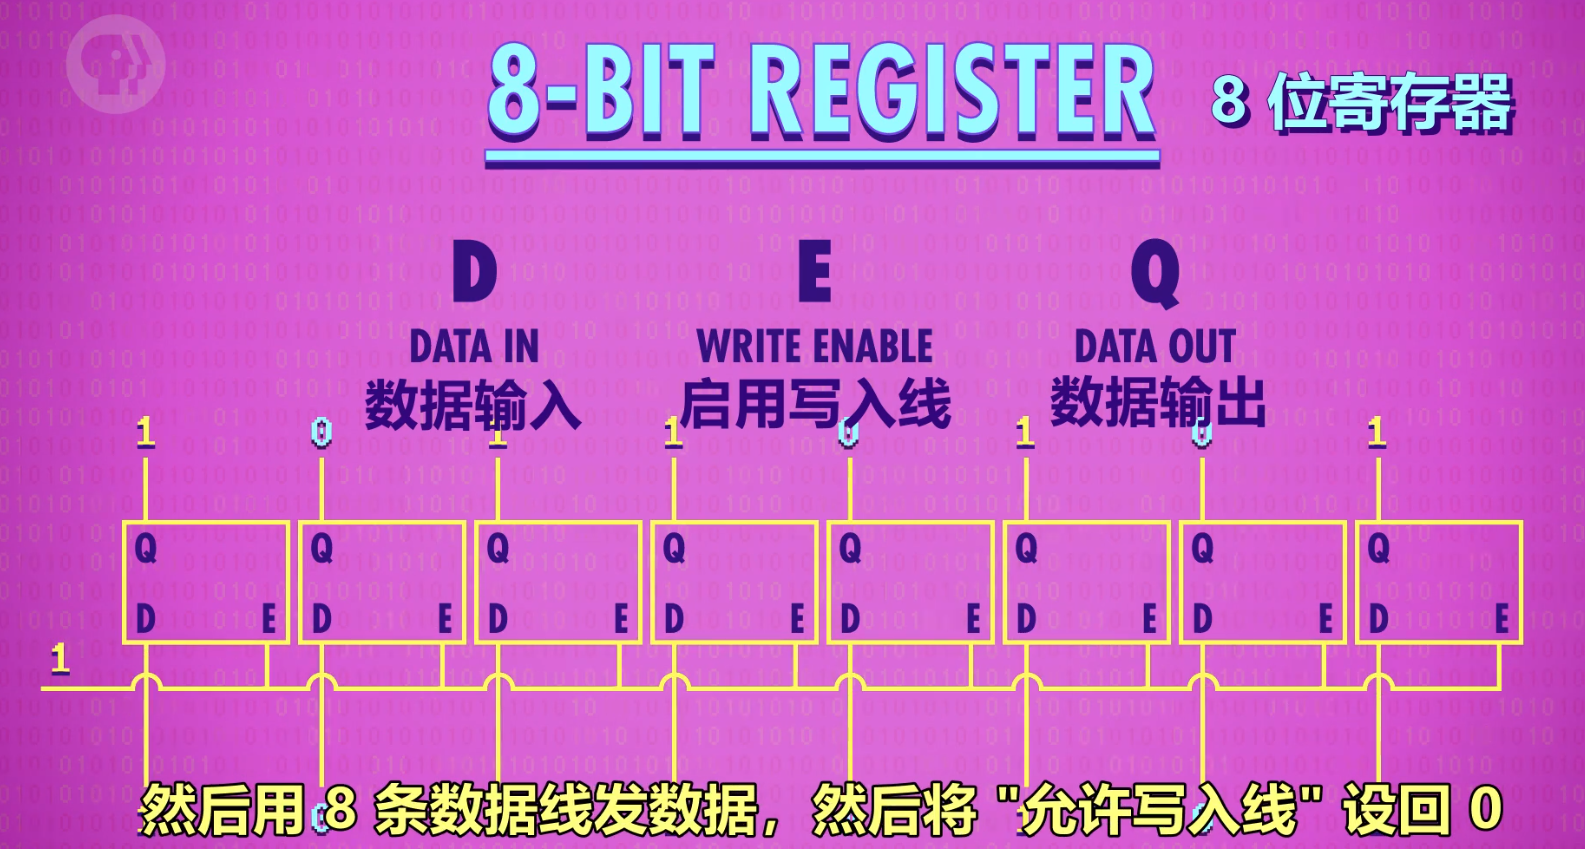 8-BIT REGISTER 8 位寄存器
D E Q
DATA IN WRITE ENABLE DATA OUT
数据输入 启用写入线 数据输出
1 0 1 1 0 1 0 1
Q Q Q Q Q Q Q Q
D E D E D E D E D E D E D E D E
1
然后用 8 条数据线发数据，然后将 "允许写入线" 设回 0